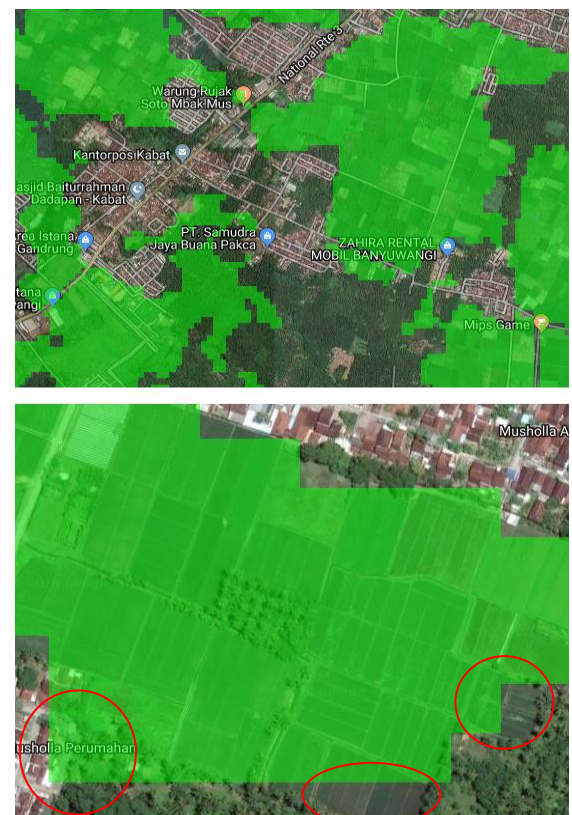 National Rte 3
Warung Rujak
Soto Mbak Mus
Kantorpos Kabat
asjid Baiturrahman
Dadapan - Kabat
PT. Samudra
Jaya Buana Pakca
rea Istana
Gandrung
ZAHIRA RENTAL
MOBIL BANYUWANGI
tana
vangi
Mips Game
Musholla A
usholla Perumahan